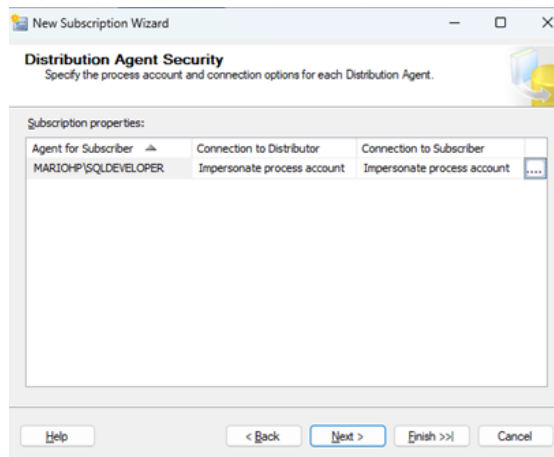 New Subscription Wizard
Distribution Agent Security
Specify the process account and connection options for each Distribution Agent.
Subscription properties:
Agent for Subscriber Connection to Distributor Connection to Subscriber
MARIOHP\SQLDEVELOPER Impersonate process account Impersonate process account ...
Help < Back Next > Finish >>| Cancel